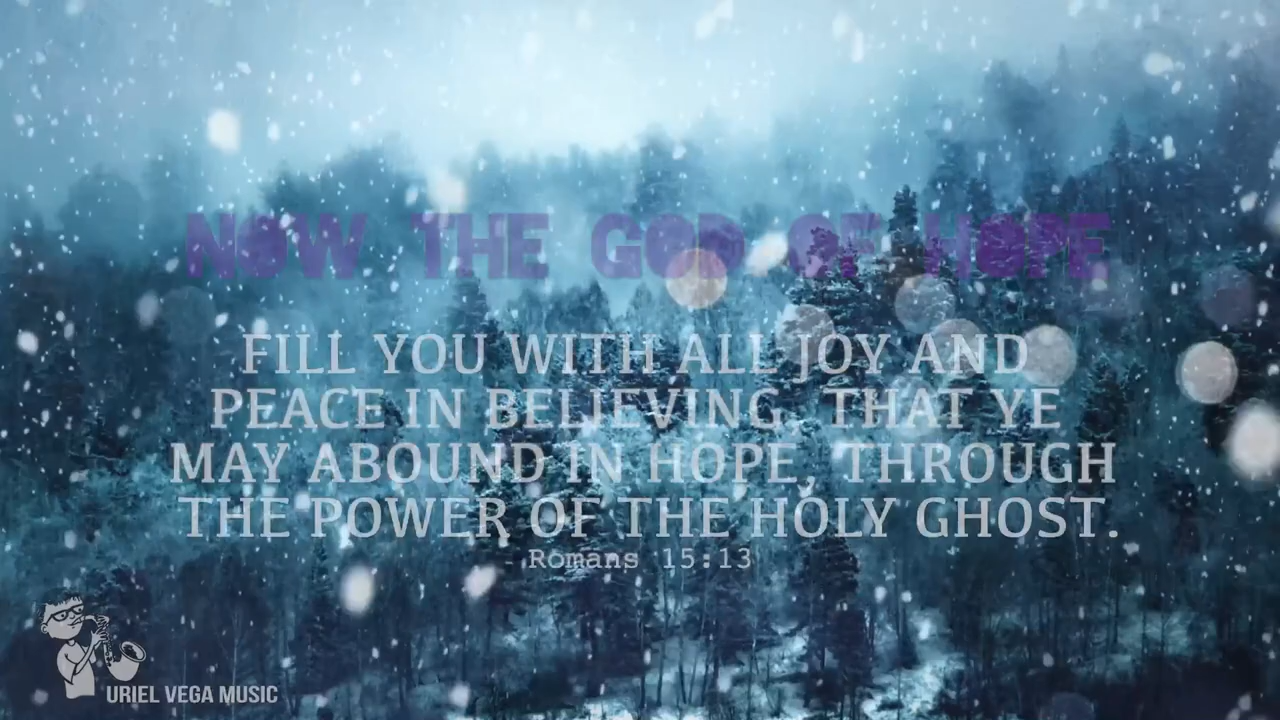 NOW THE GOD OF HOPE
FILL YOU WITH ALL JOY AND
PEACE IN BELIEVING, THAT YE
MAY ABOUND IN HOPE, THROUGH
THE POWER OF THE HOLY GHOST.
- Romans 15:13
URIEL VEGA MUSIC